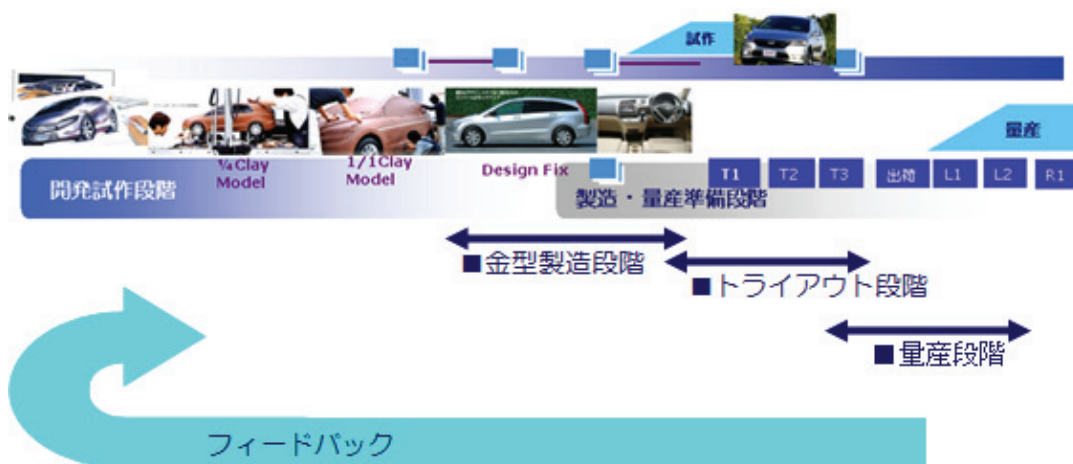 試作
量産
¼Clay
Model
1/1Clay
Model
Design Fix
開発試作段階
製造・量産準備段階
T1
T2
T3
出荷
L1
L2
R1
■金型製造段階
■トライアウト段階
■量産段階
フィードバック